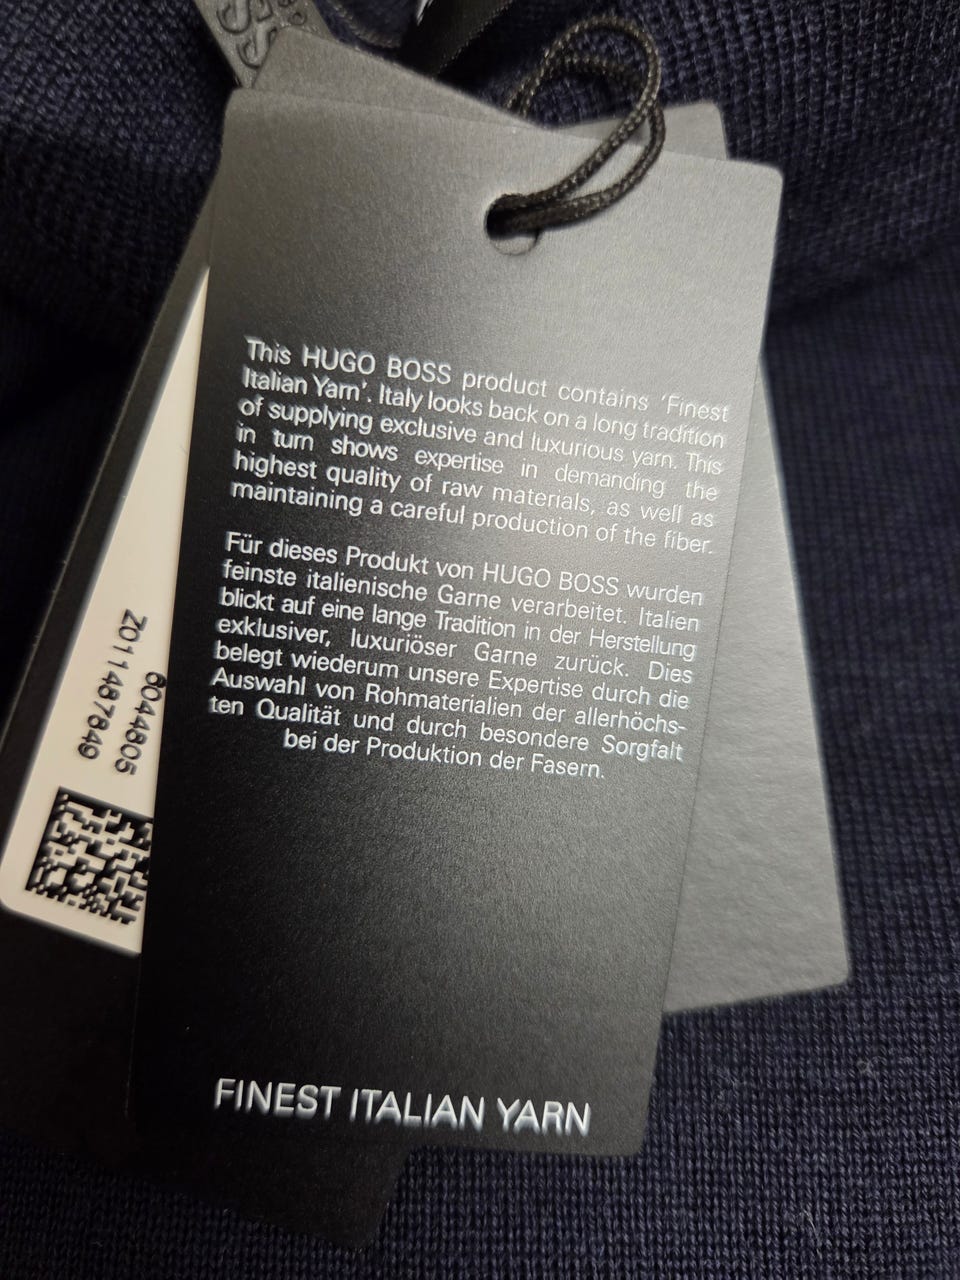 This HUGO BOSS product contains 'Finest
Italian Yarn'. Italy looks back on a long tradition
of supplying exclusive and luxurious yarn. This
in turn shows expertise in demanding the
highest quality of raw materials, as well as
maintaining a careful production of the fiber.
Für dieses Produkt von HUGO BOSS wurden
feinste italienische Garne verarbeitet. Italien
blickt auf eine lange Tradition in der Herstellung
exklusiver, luxuriöser Garne zurück. Dies
belegt wiederum unsere Expertise durch die
Auswahl von Rohmaterialien der allerhöchs-
ten Qualität und durch besondere Sorgfalt
bei der Produktion der Fasern.
FINEST ITALIAN YARN
8044805
Z011487849